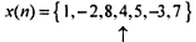 x(n) = {1, -2, 8, 4, 5, -3, 7}
↑